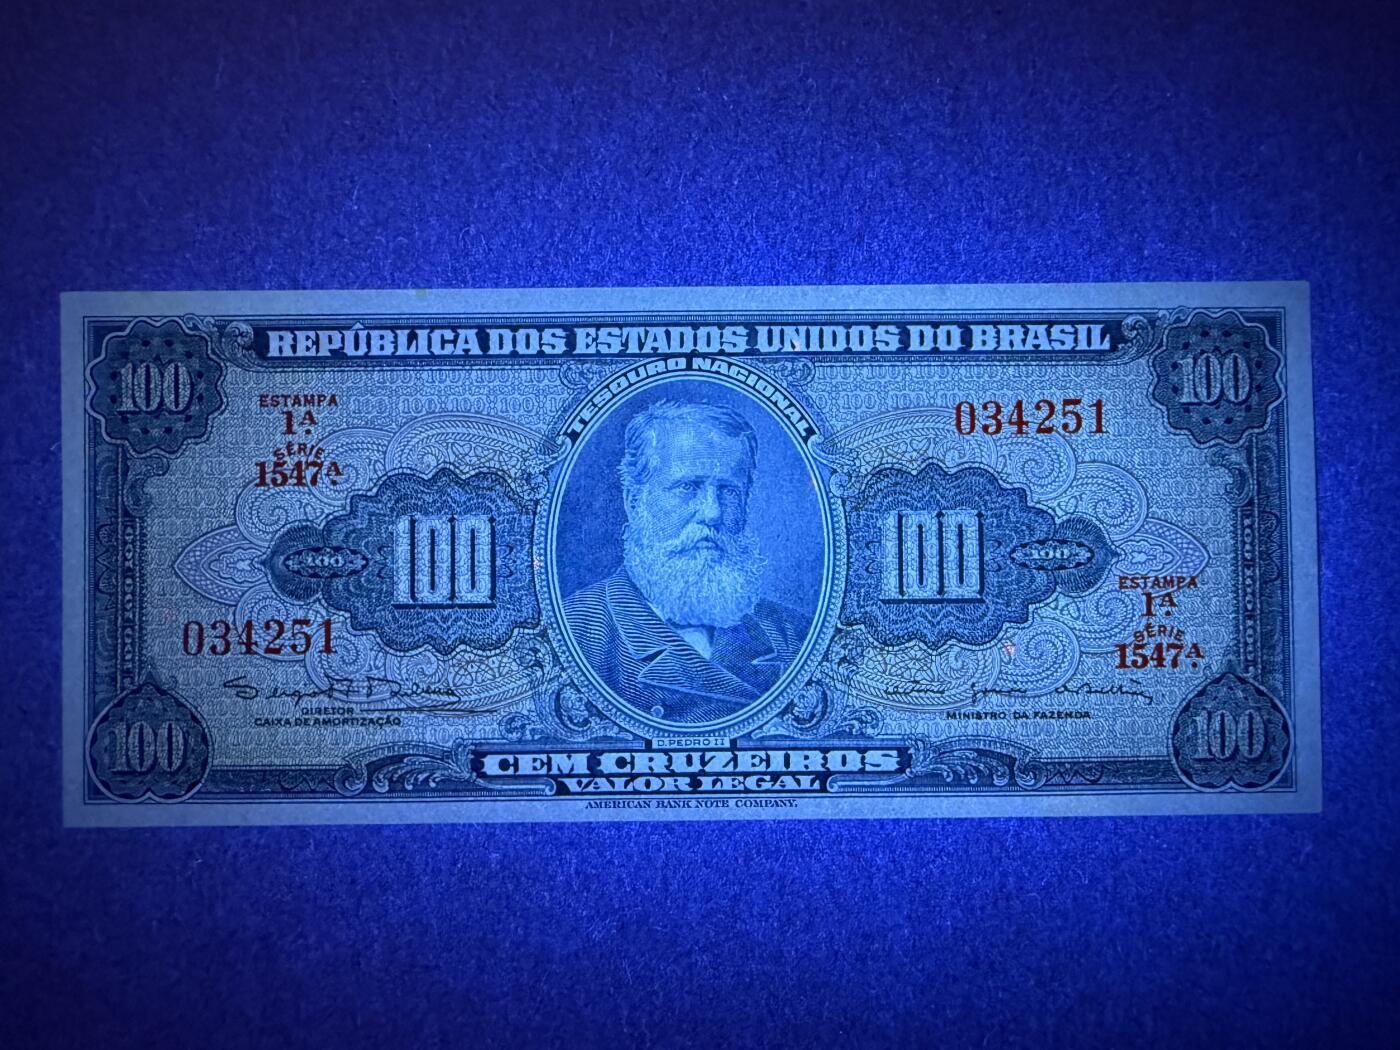 REPÚBLICA DOS ESTADOS UNIDOS DO BRASIL
TESOURO NACIONAL
100
100
ESTAMPA
1ª
SÉRIE
1547ª
034251
100
100
100
100
ESTAMPA
1ª
SÉRIE
1547ª
034251
DIRETOR
CAIXA DE AMORTIZAÇÃO
MINISTRO DA FAZENDA
100
100
D. PEDRO II
CEM CRUZEIROS
VALOR LEGAL
AMERICAN BANK NOTE COMPANY.